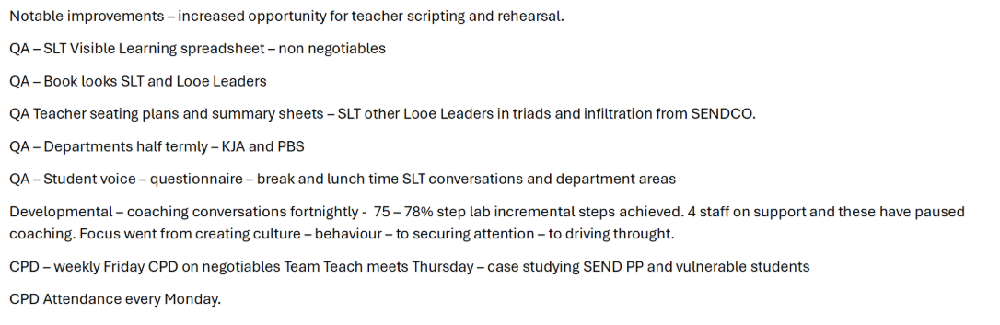 Notable improvements – increased opportunity for teacher scripting and rehearsal.
QA – SLT Visible Learning spreadsheet – non negotiables
QA – Book looks SLT and Looe Leaders
QA Teacher seating plans and summary sheets – SLT other Looe Leaders in triads and infiltration from SENDCO.
QA – Departments half termly – KJA and PBS
QA – Student voice – questionnaire – break and lunch time SLT conversations and department areas
Developmental – coaching conversations fortnightly -  75 – 78% step lab incremental steps achieved. 4 staff on support and these have paused
coaching. Focus went from creating culture – behaviour – to securing attention – to driving throught.
CPD – weekly Friday CPD on negotiables Team Teach meets Thursday – case studying SEND PP and vulnerable students
CPD Attendance every Monday.